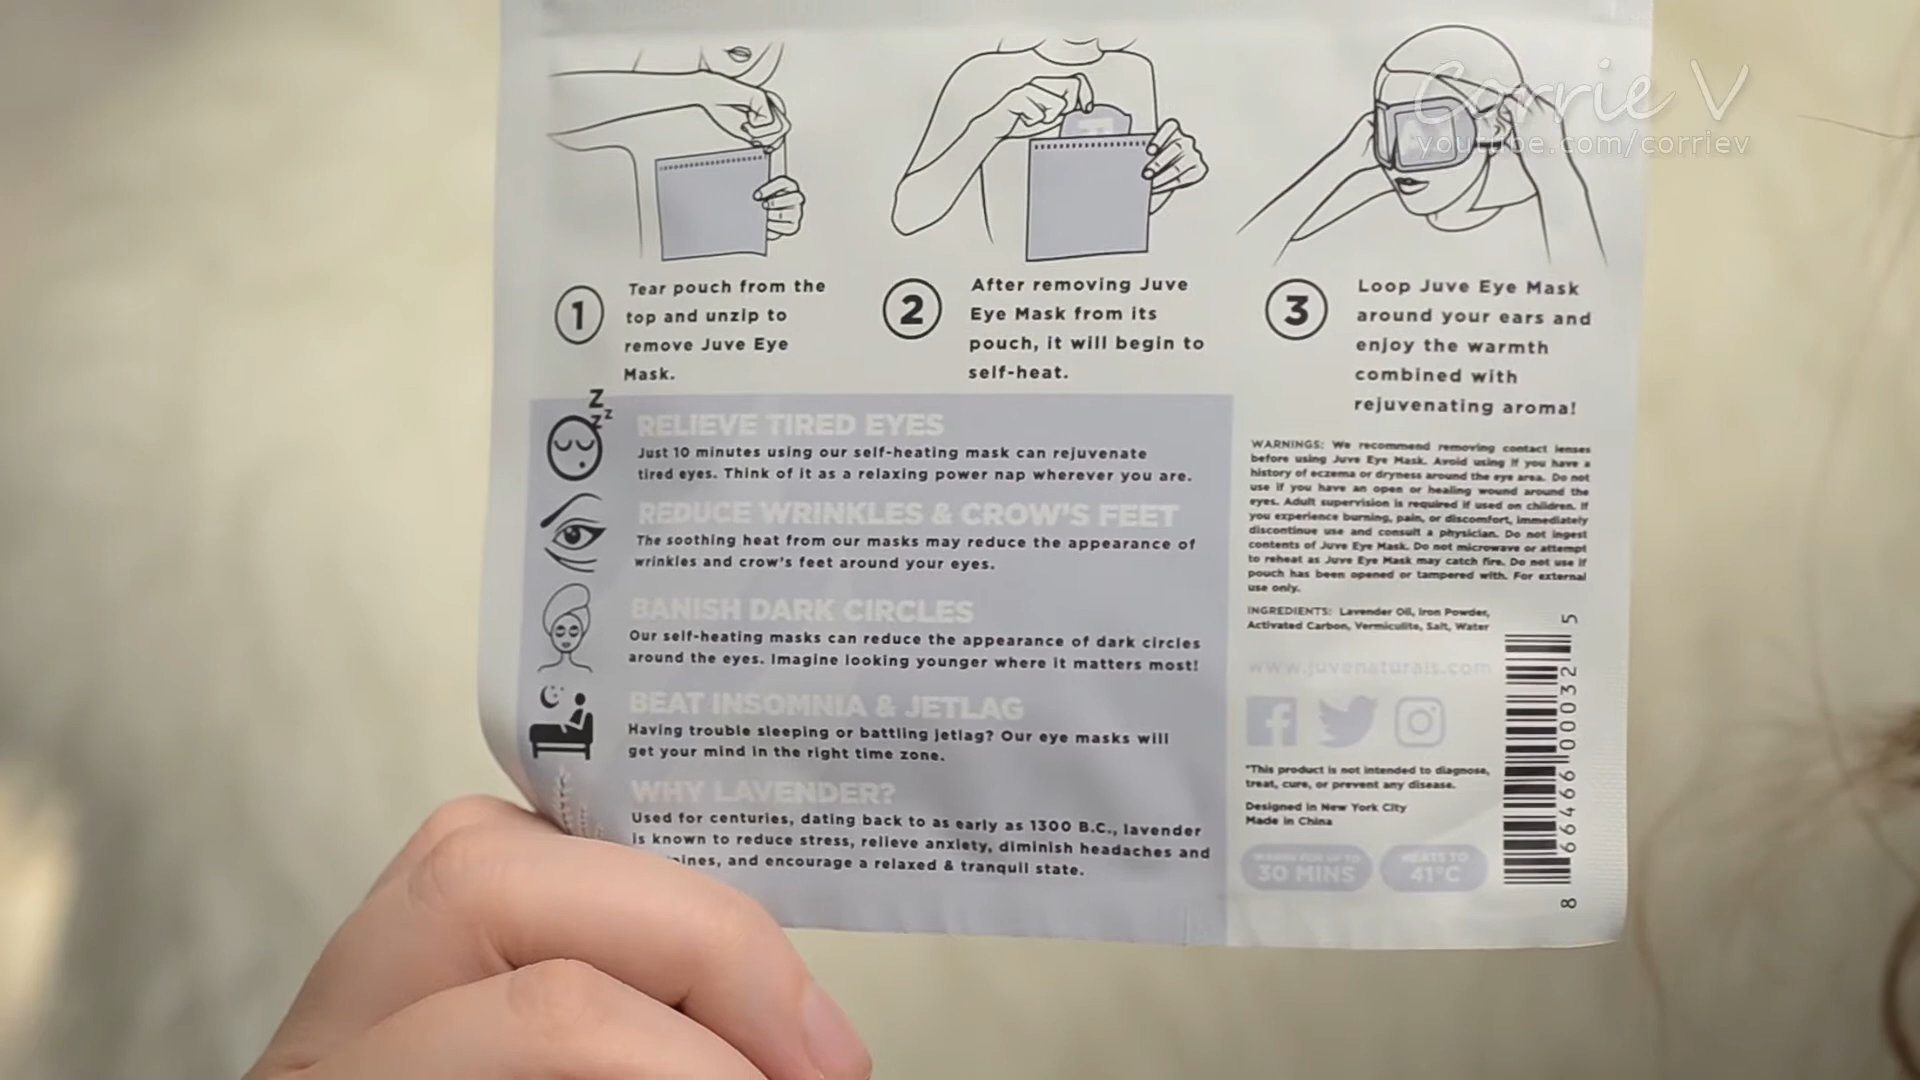 Corrie V
youtube.com/corriev
1
Tear pouch from the
top and unzip to
remove Juve Eye
Mask.
2
After removing Juve
Eye Mask from its
pouch, it will begin to
self-heat.
3
Loop Juve Eye Mask
around your ears and
enjoy the warmth
combined with
rejuvenating aroma!
Z
z
z
RELIEVE TIRED EYES
Just 10 minutes using our self-heating mask can rejuvenate
tired eyes. Think of it as a relaxing power nap wherever you are.
REDUCE WRINKLES & CROW'S FEET
The soothing heat from our masks may reduce the appearance of
wrinkles and crow's feet around your eyes.
BANISH DARK CIRCLES
Our self-heating masks can reduce the appearance of dark circles
around the eyes. Imagine looking younger where it matters most!
BEAT INSOMNIA & JETLAG
Having trouble sleeping or battling jetlag? Our eye masks will
get your mind in the right time zone.
WHY LAVENDER?
Used for centuries, dating back to as early as 1300 B.C., lavender
is known to reduce stress, relieve anxiety, diminish headaches and
and encourage a relaxed & tranquil state.
WARNINGS: We recommend removing contact lenses
before using Juve Eye Mask. Avoid using if you have a
history of eczema or dryness around the eye area. Do not
use if you have an open or healing wound around the
eyes. Adult supervision is required if used on children. If
you experience burning, pain, or discomfort, immediately
discontinue use and consult a physician. Do not ingest
contents of Juve Eye Mask. Do not microwave or attempt
to reheat as Juve Eye Mask may catch fire. Do not use if
pouch has been opened or tampered with. For external
use only.
INGREDIENTS: Lavender Oil, Iron Powder,
Activated Carbon, Vermiculite, Salt, Water
www.juvenaturals.com
*This product is not intended to diagnose,
treat, cure, or prevent any disease.
Designed in New York City
Made in China
30 MINS
HEATS TO
41°C
8 66466 00032 5